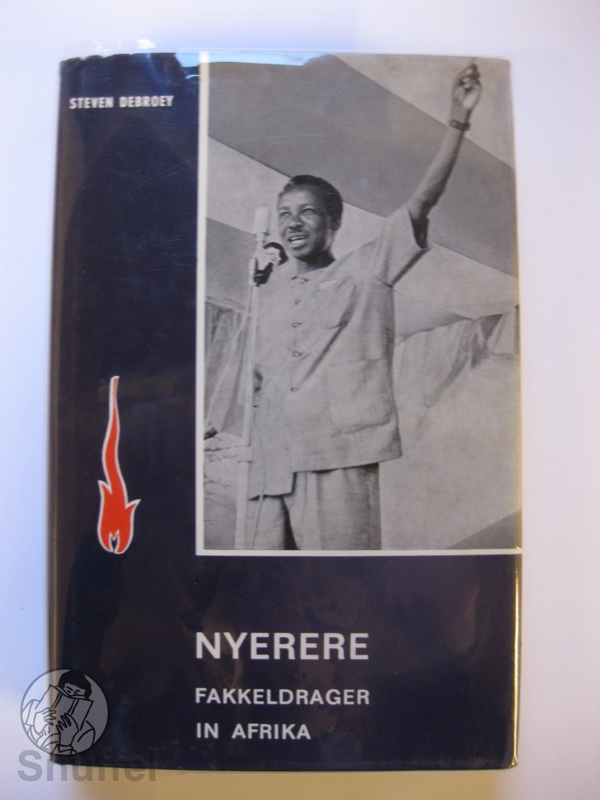 STEVEN DEBROEY
NYERERE
FAKKELDRAGER
IN AFRIKA